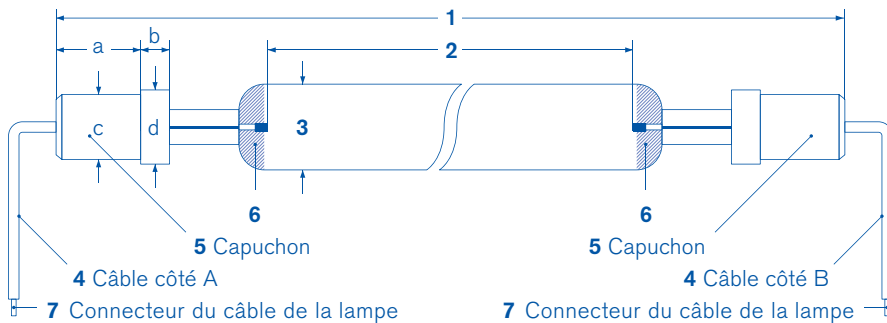 1
a b
2
c d 3
6 6
5 Capuchon 5 Capuchon
4 Câble côté A 4 Câble côté B
7 Connecteur du câble de la lampe 7 Connecteur du câble de la lampe